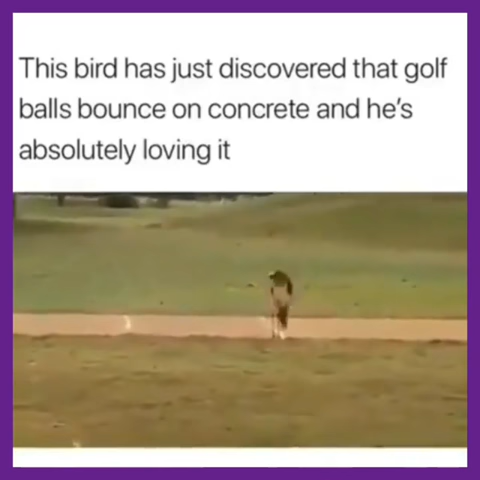 This bird has just discovered that golf
balls bounce on concrete and he's
absolutely loving it